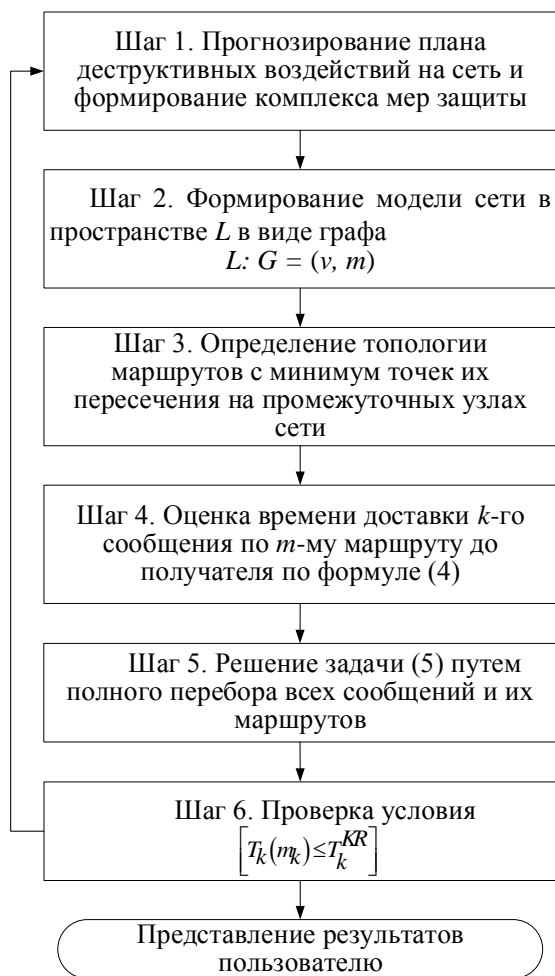 Шаг 1. Прогнозирование плана
деструктивных воздействий на сеть и
формирование комплекса мер защиты
Шаг 2. Формирование модели сети в
пространстве L в виде графа
L: G = (v, m)
Шаг 3. Определение топологии
маршрутов с минимум точек их
пересечения на промежуточных узлах
сети
Шаг 4. Оценка времени доставки k-го
сообщения по m-му маршруту до
получателя по формуле (4)
Шаг 5. Решение задачи (5) путем
полного перебора всех сообщений и их
маршрутов
Шаг 6. Проверка условия
[T_k(m_k) ≤ T_k^{KR}]
Представление результатов
пользователю